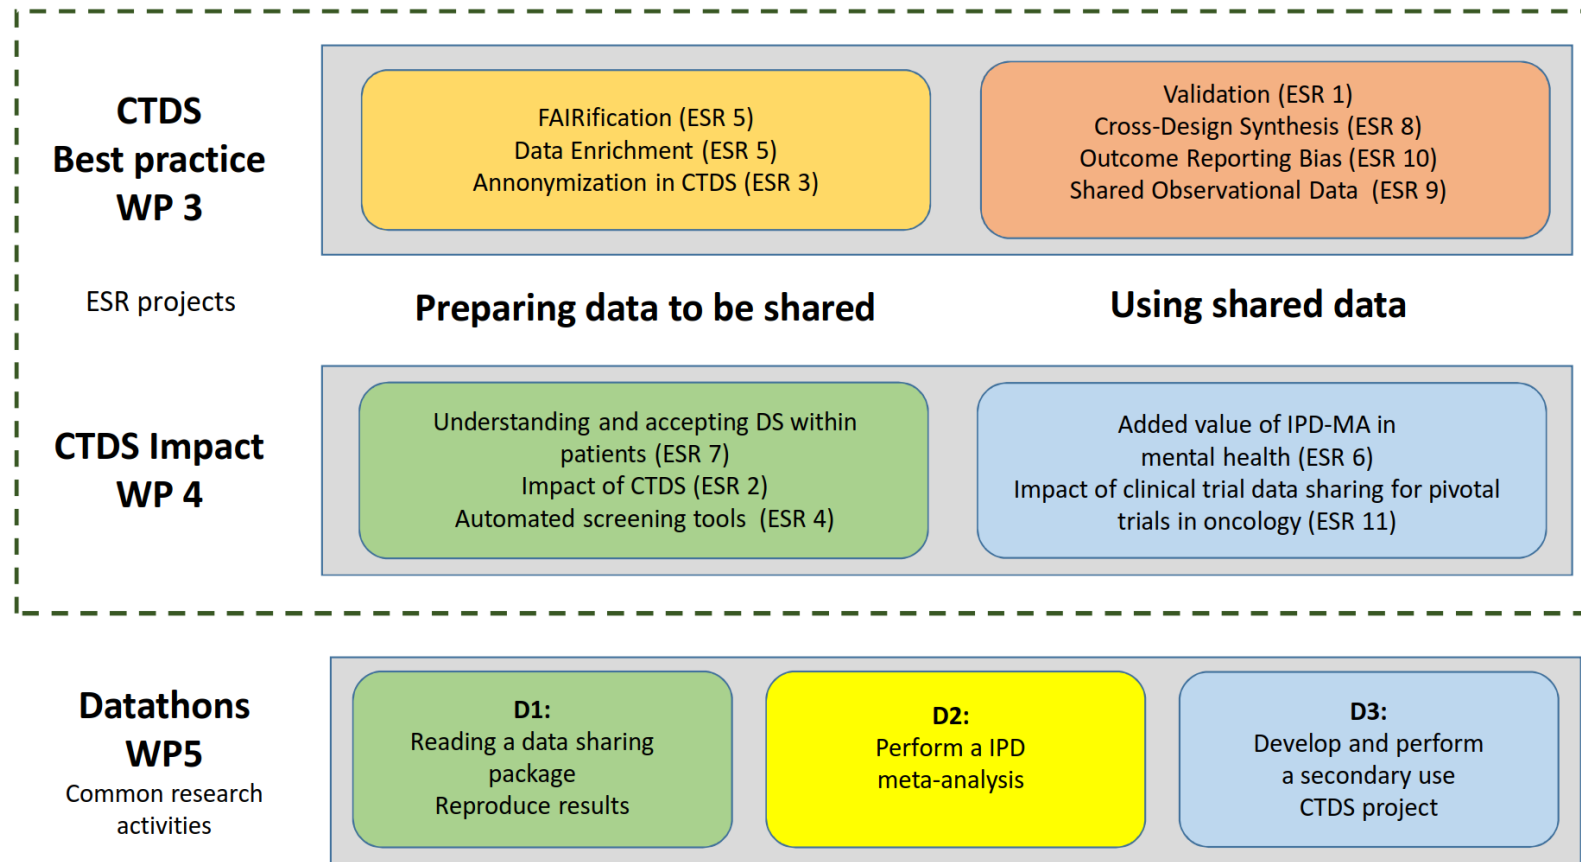 CTDS
Best practice
WP 3
FAIRification (ESR 5)
Data Enrichment (ESR 5)
Annonymization in CTDS (ESR 3)
Validation (ESR 1)
Cross-Design Synthesis (ESR 8)
Outcome Reporting Bias (ESR 10)
Shared Observational Data (ESR 9)
ESR projects
Preparing data to be shared
Using shared data
CTDS Impact
WP 4
Understanding and accepting DS within
patients (ESR 7)
Impact of CTDS (ESR 2)
Automated screening tools (ESR 4)
Added value of IPD-MA in
mental health (ESR 6)
Impact of clinical trial data sharing for pivotal
trials in oncology (ESR 11)
Datathons
WP5
Common research
activities
D1:
Reading a data sharing
package
Reproduce results
D2:
Perform a IPD
meta-analysis
D3:
Develop and perform
a secondary use
CTDS project